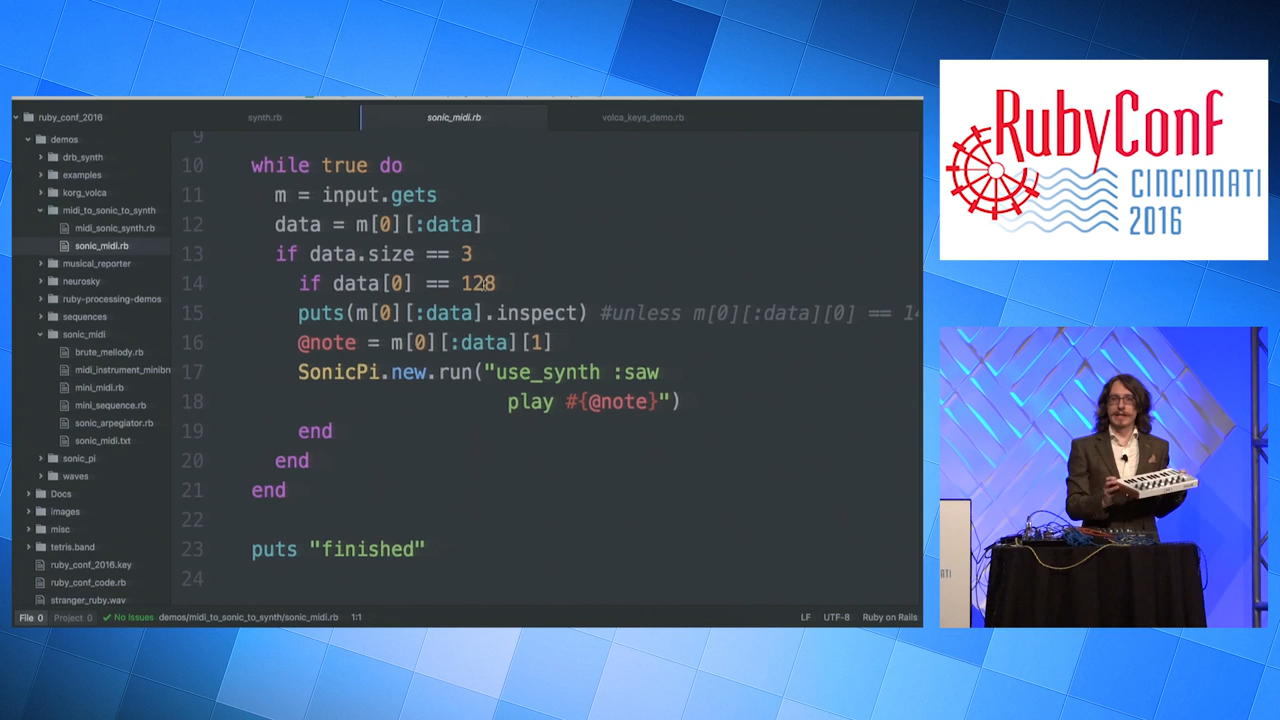 ruby_conf_2016
demos
drb_synth
examples
korg_volca
midi_to_sonic_to_synth
midi_sonic_synth.rb
sonic_midi.rb
musical_reporter
neurosky
ruby-processing-demos
sequences
sonic_midi
brute_mellody.rb
midi_instrument_minibn
mini_midi.rb
mini_sequence.rb
sonic_arpegiator.rb
sonic_midi.txt
sonic_pi
waves
Docs
images
misc
tetris.band
ruby_conf_2016.key
ruby_conf_code.rb
stranger_ruby.wav
synth.rb sonic_midi.rb volca_keys_demo.rb
9
10 while true do
11 m = input.gets
12 data = m[0][:data]
13 if data.size == 3
14 if data[0] == 128
15 puts(m[0][:data].inspect) #unless m[0][:data][0] == 14
16 @note = m[0][:data][1]
17 SonicPi.new.run("use_synth :saw
18 play #{@note}")
19 end
20 end
21 end
22
23 puts "finished"
24
File 0 Project 0 No Issues demos/midi_to_sonic_to_synth/sonic_midi.rb 1:1 LF UTF-8 Ruby on Rails
RubyConf
CINCINNATI
2016